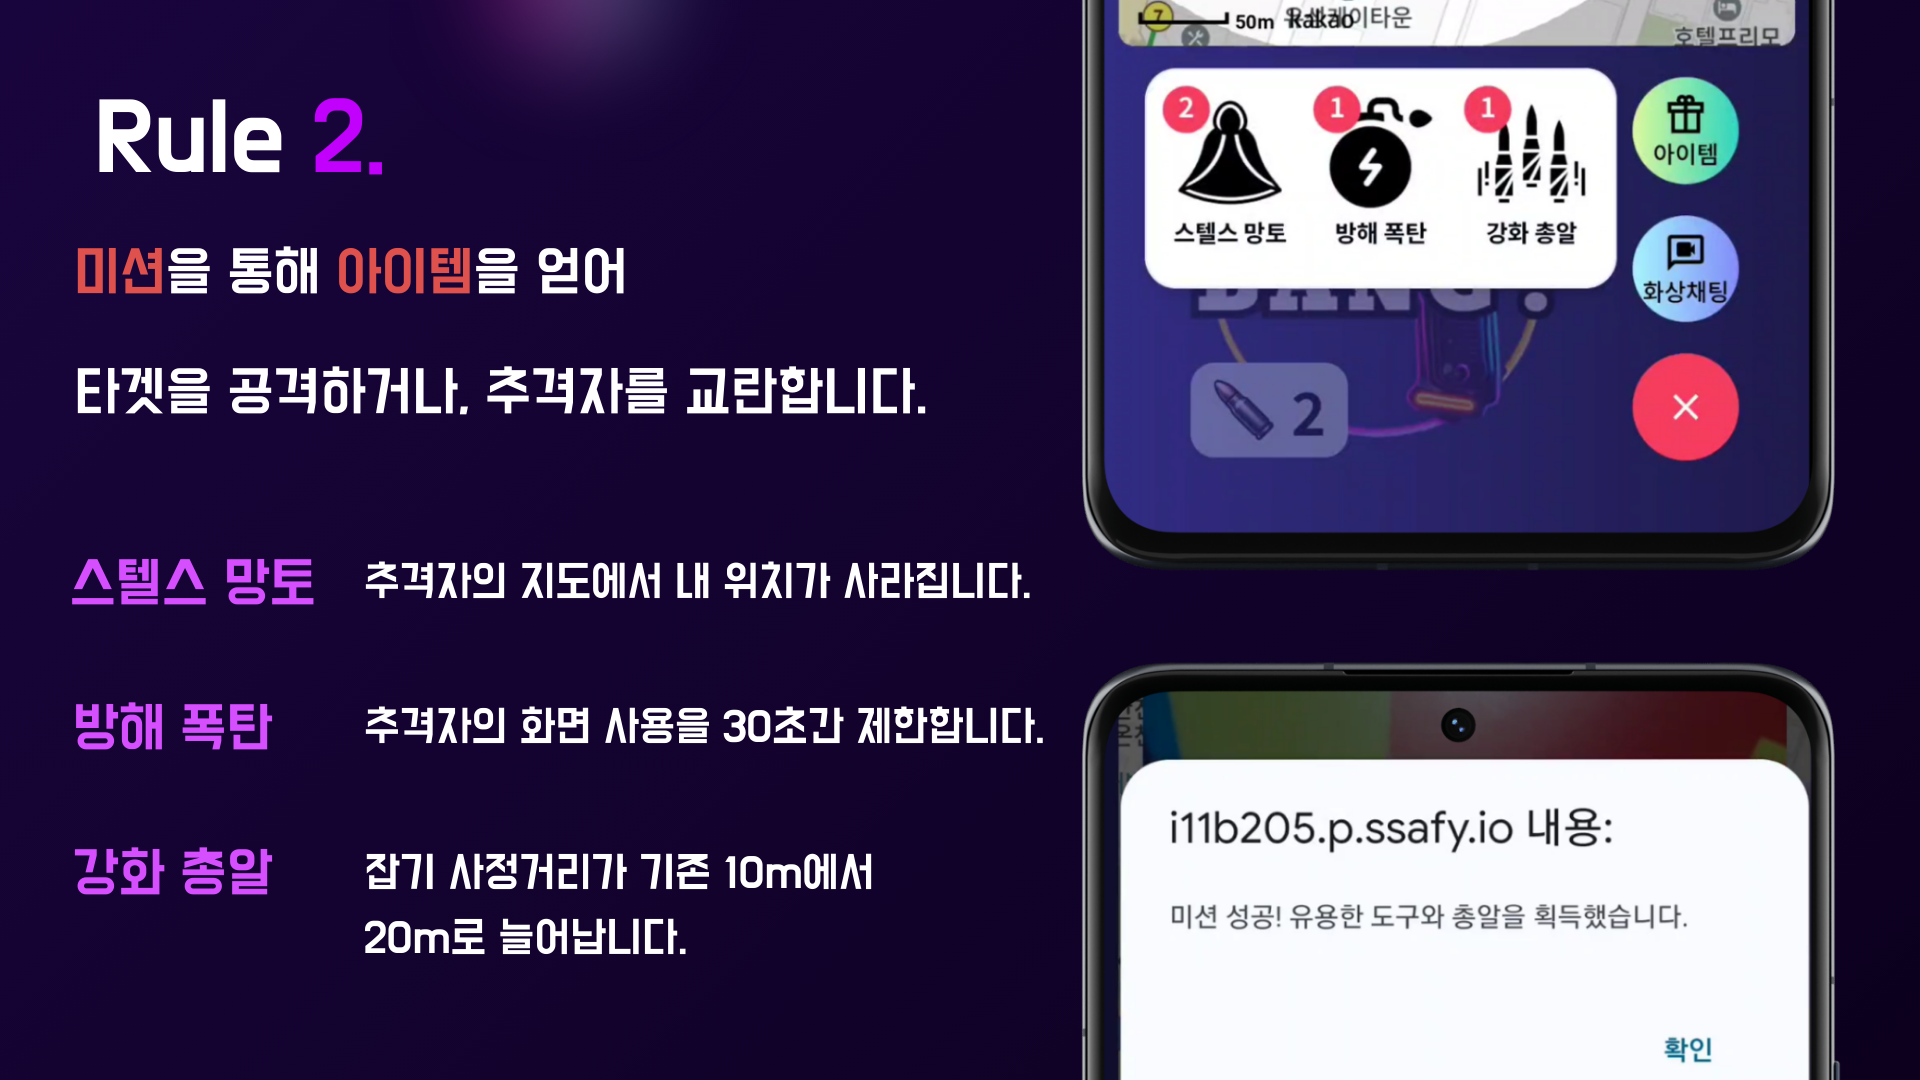 Rule 2.
미션을 통해 아이템을 얻어
타겟을 공격하거나, 추격자를 교란합니다.
스텔스 망토
추격자의 지도에서 내 위치가 사라집니다.
방해 폭탄
추격자의 화면 사용을 30초간 제한합니다.
강화 총알
잡기 사정거리가 기존 10m에서
20m로 늘어납니다.
7
50m
kakao
호텔프리모
2
1
1
스텔스 망토
방해 폭탄
강화 총알
아이템
화상채팅
BANG!
2
i11b205.p.ssafy.io 내용:
미션 성공! 유용한 도구와 총알을 획득했습니다.
확인